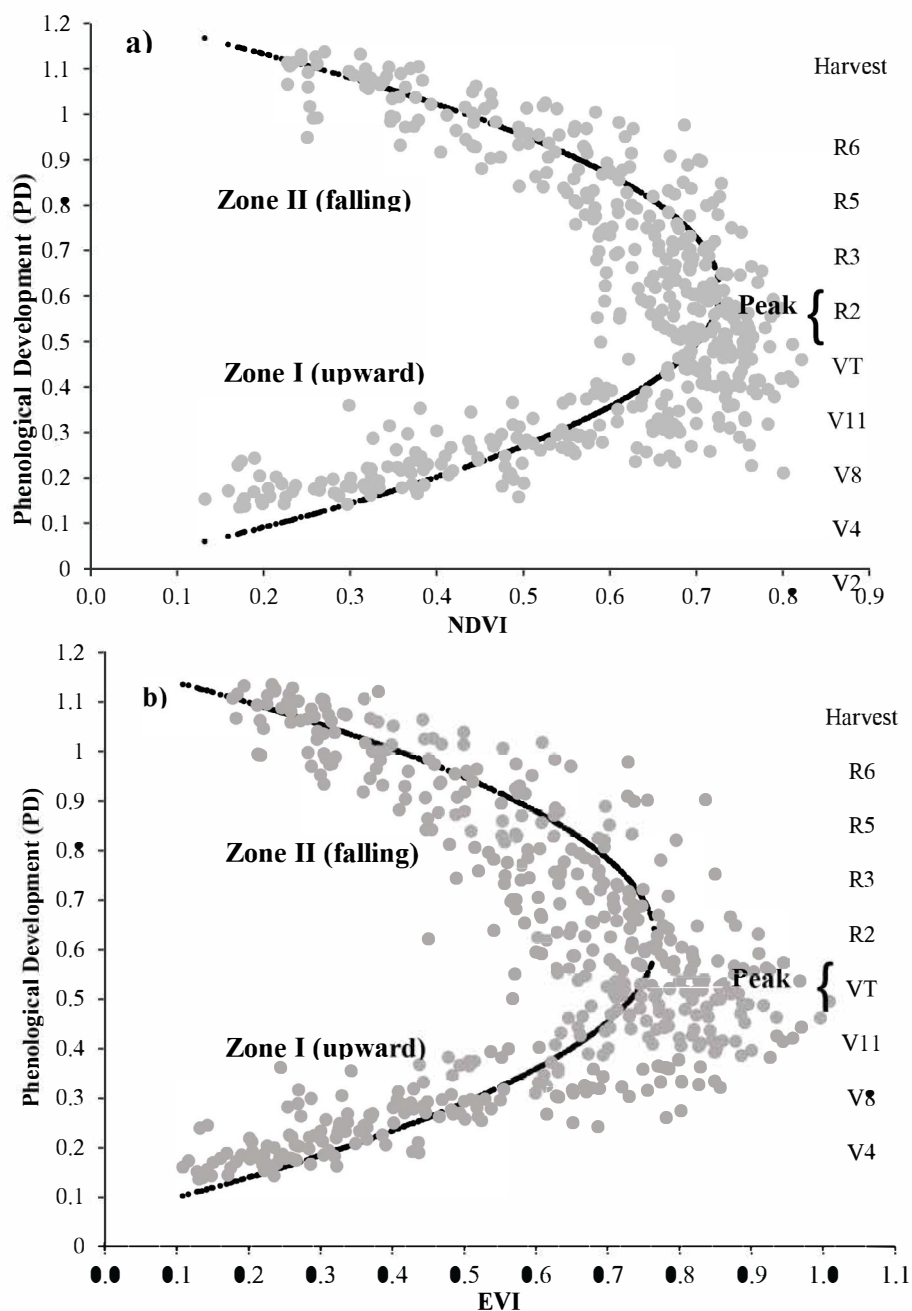 1.2
a)
Harvest
1.1
1
R6
0.9
Zone II (falling)
R5
0.8
0.7
R3
0.6
Peak {
R2
0.5
VT
Zone I (upward)
0.4
V11
0.3
V8
0.2
V4
0.1
0
V2
0.0 0.1 0.2 0.3 0.4 0.5 0.6 0.7 0.8 0.9
NDVI
Phenological Development (PD)
1.2
b)
Harvest
1.1
1
R6
0.9
R5
Zone II (falling)
0.8
R3
0.7
R2
0.6
Peak {
VT
0.5
Zone I (upward)
V11
0.4
V8
0.3
V4
0.2
0.1
0
0.0 0.1 0.2 0.3 0.4 0.5 0.6 0.7 0.8 0.9 1.0 1.1
EVI
Phenological Development (PD)